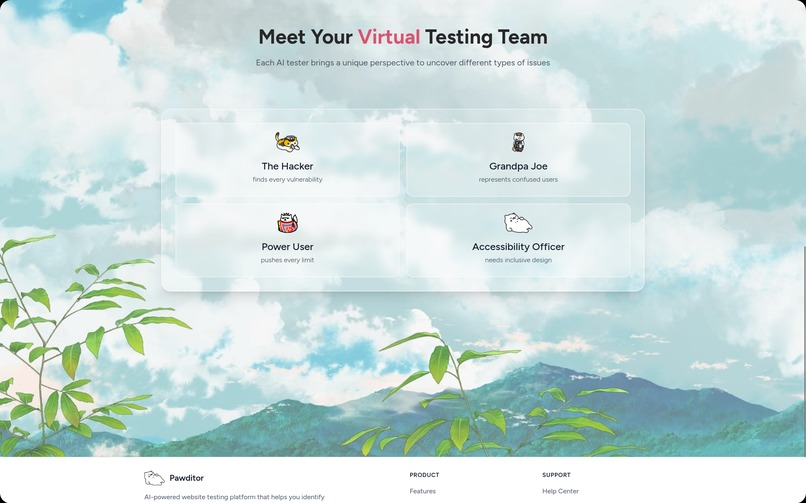 Meet Your Virtual Testing Team
Each AI tester brings a unique perspective to uncover different types of issues
The Hacker
finds every vulnerability
Grandpa Joe
represents confused users
Power User
pushes every limit
Accessibility Officer
needs inclusive design
Pawditor
AI-powered website testing platform that helps you identify
PRODUCT
Features
SUPPORT
Help Center